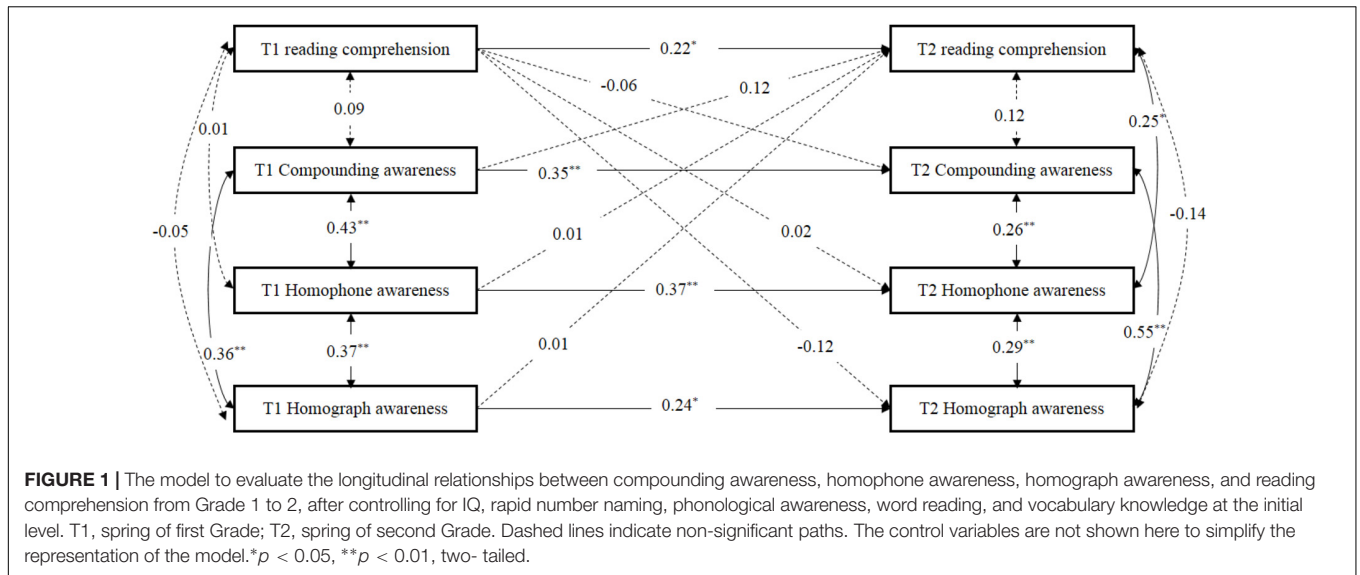 T1 reading comprehension 0.22* T2 reading comprehension
-0.06 0.12
0.01 0.09 0.12 0.25*
T1 Compounding awareness 0.35** T2 Compounding awareness
-0.05 0.43** 0.01 0.02 0.26** -0.14
T1 Homophone awareness 0.37** T2 Homophone awareness
0.36** 0.37** 0.01 -0.12 0.29** 0.55**
T1 Homograph awareness 0.24* T2 Homograph awareness
FIGURE 1 | The model to evaluate the longitudinal relationships between compounding awareness, homophone awareness, homograph awareness, and reading
comprehension from Grade 1 to 2, after controlling for IQ, rapid number naming, phonological awareness, word reading, and vocabulary knowledge at the initial
level. T1, spring of first Grade; T2, spring of second Grade. Dashed lines indicate non-significant paths. The control variables are not shown here to simplify the
representation of the model.*p < 0.05, **p < 0.01, two- tailed.